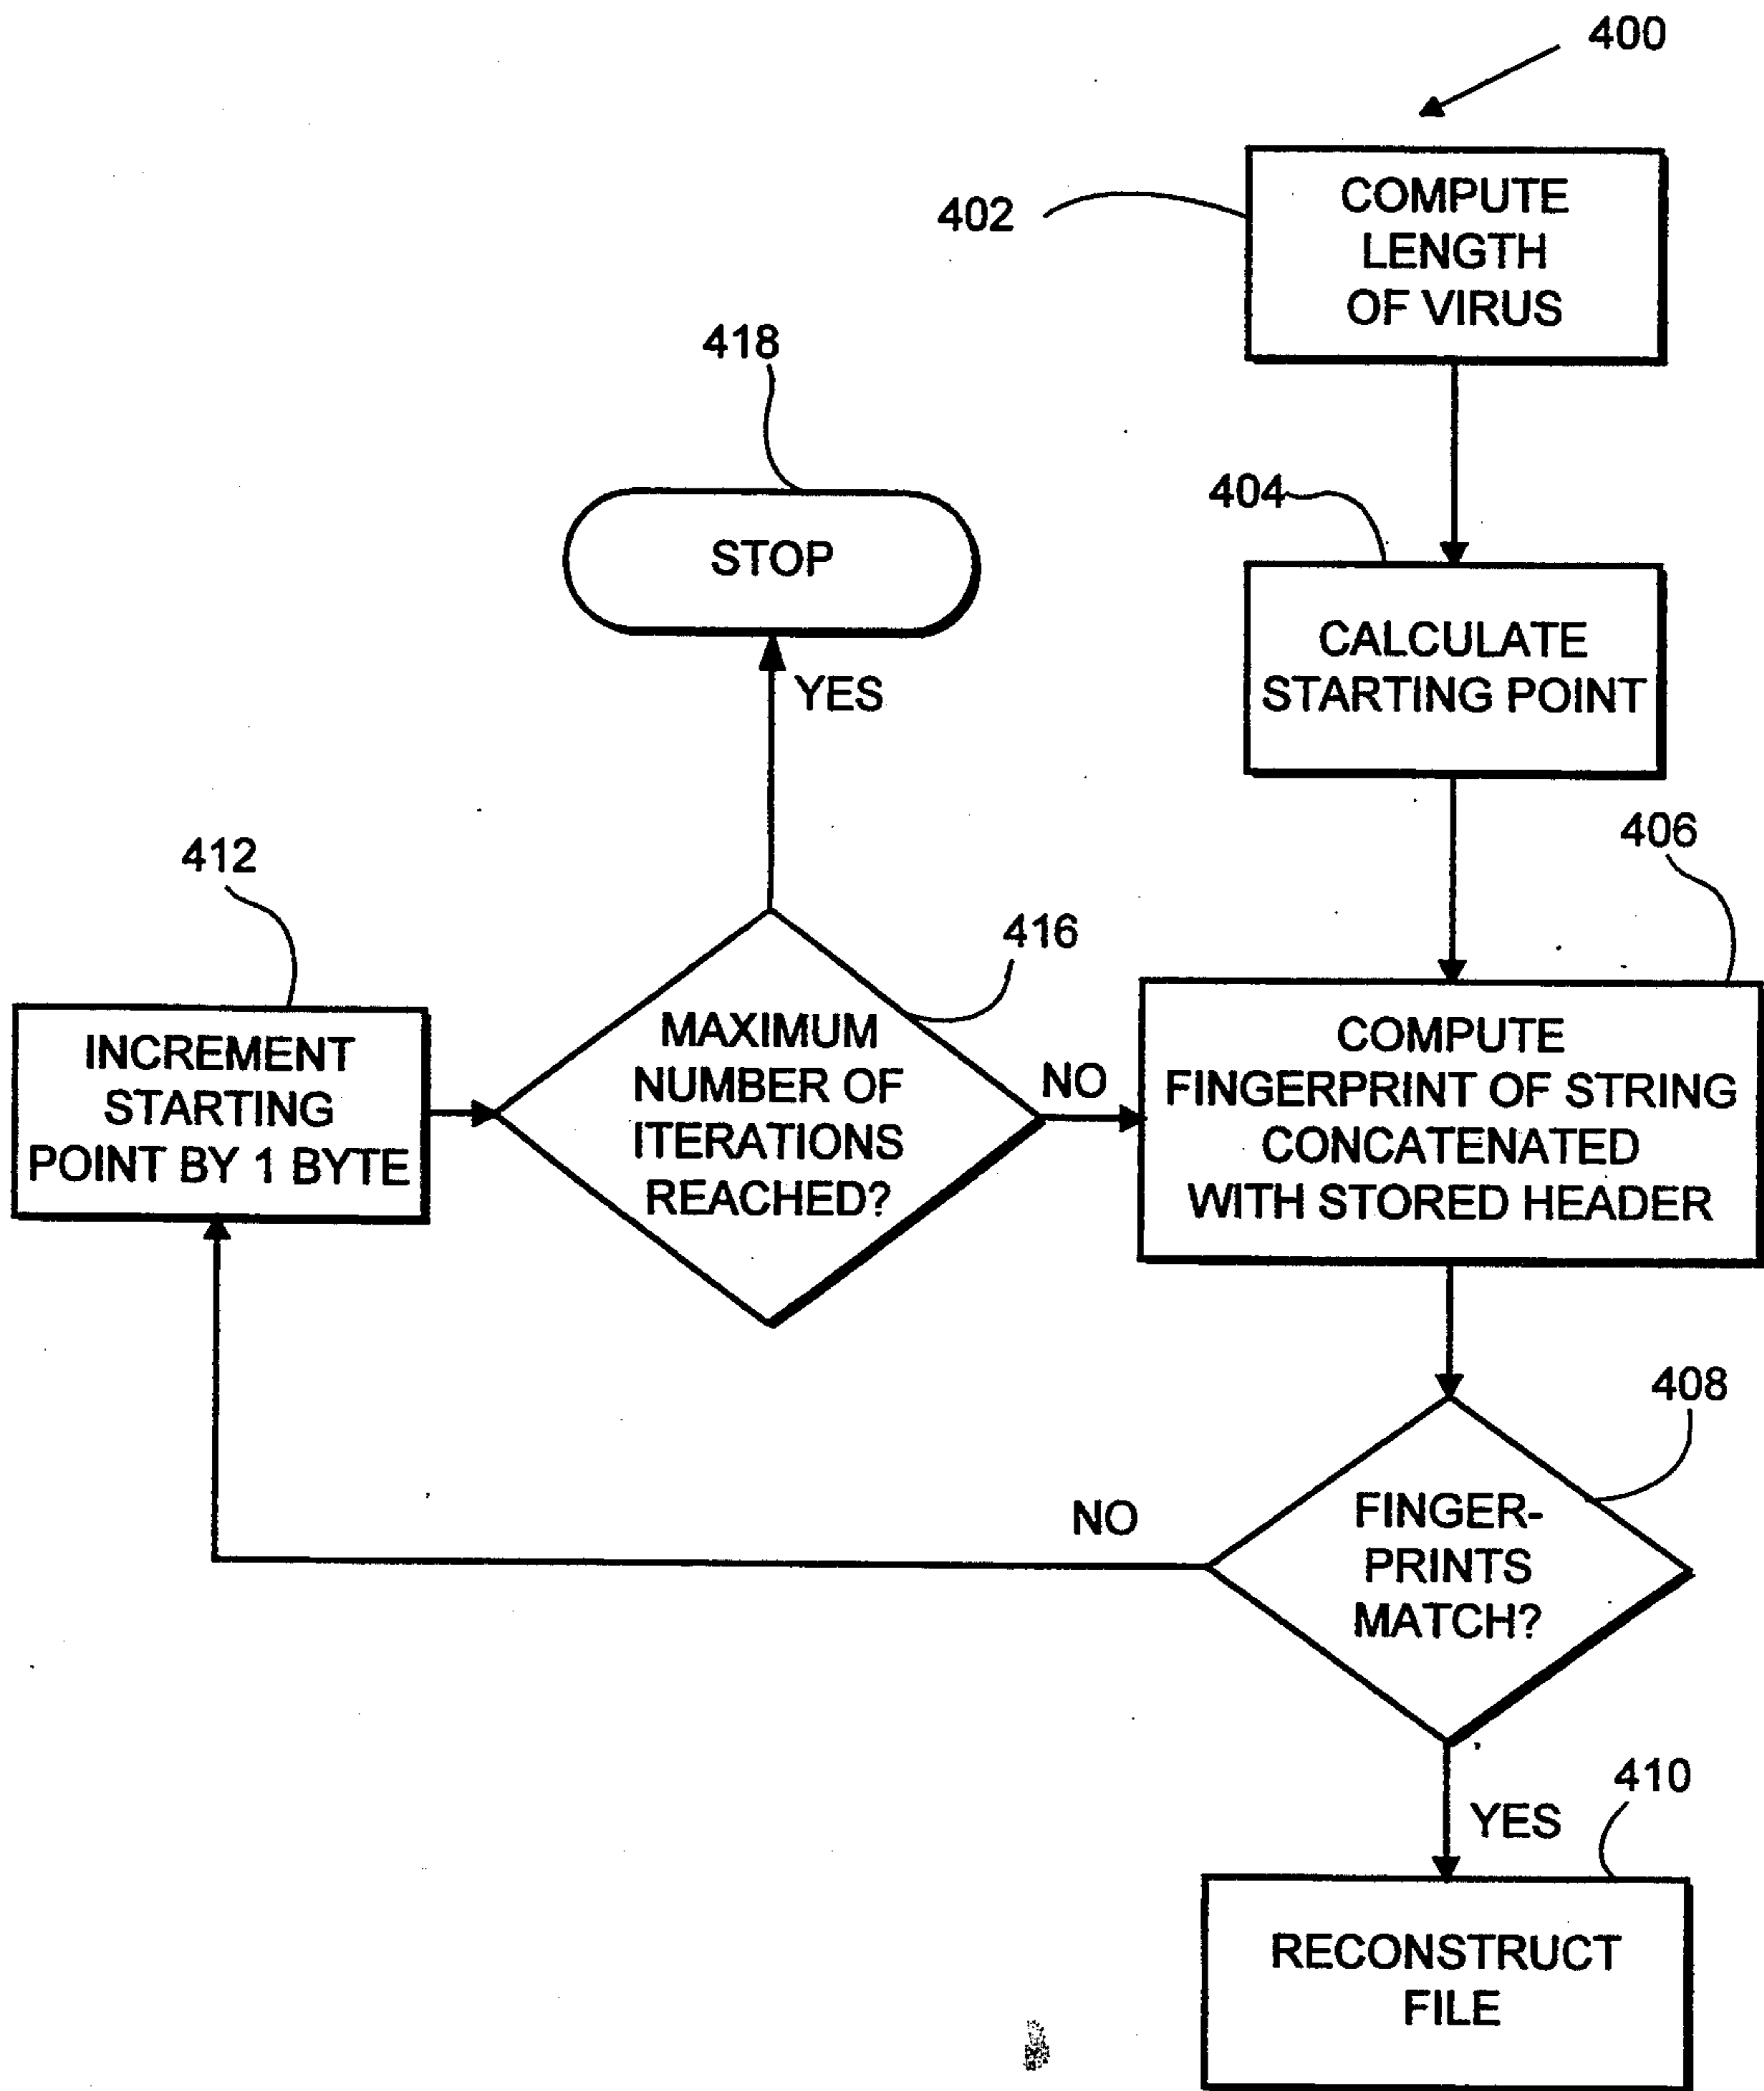 400
402
COMPUTE
LENGTH
OF VIRUS
418
STOP
404
CALCULATE
STARTING POINT
YES
406
412
416
INCREMENT
STARTING
POINT BY 1 BYTE
MAXIMUM
NUMBER OF
ITERATIONS
REACHED?
NO
COMPUTE
FINGERPRINT OF STRING
CONCATENATED
WITH STORED HEADER
408
NO
FINGER-
PRINTS
MATCH?
410
YES
RECONSTRUCT
FILE